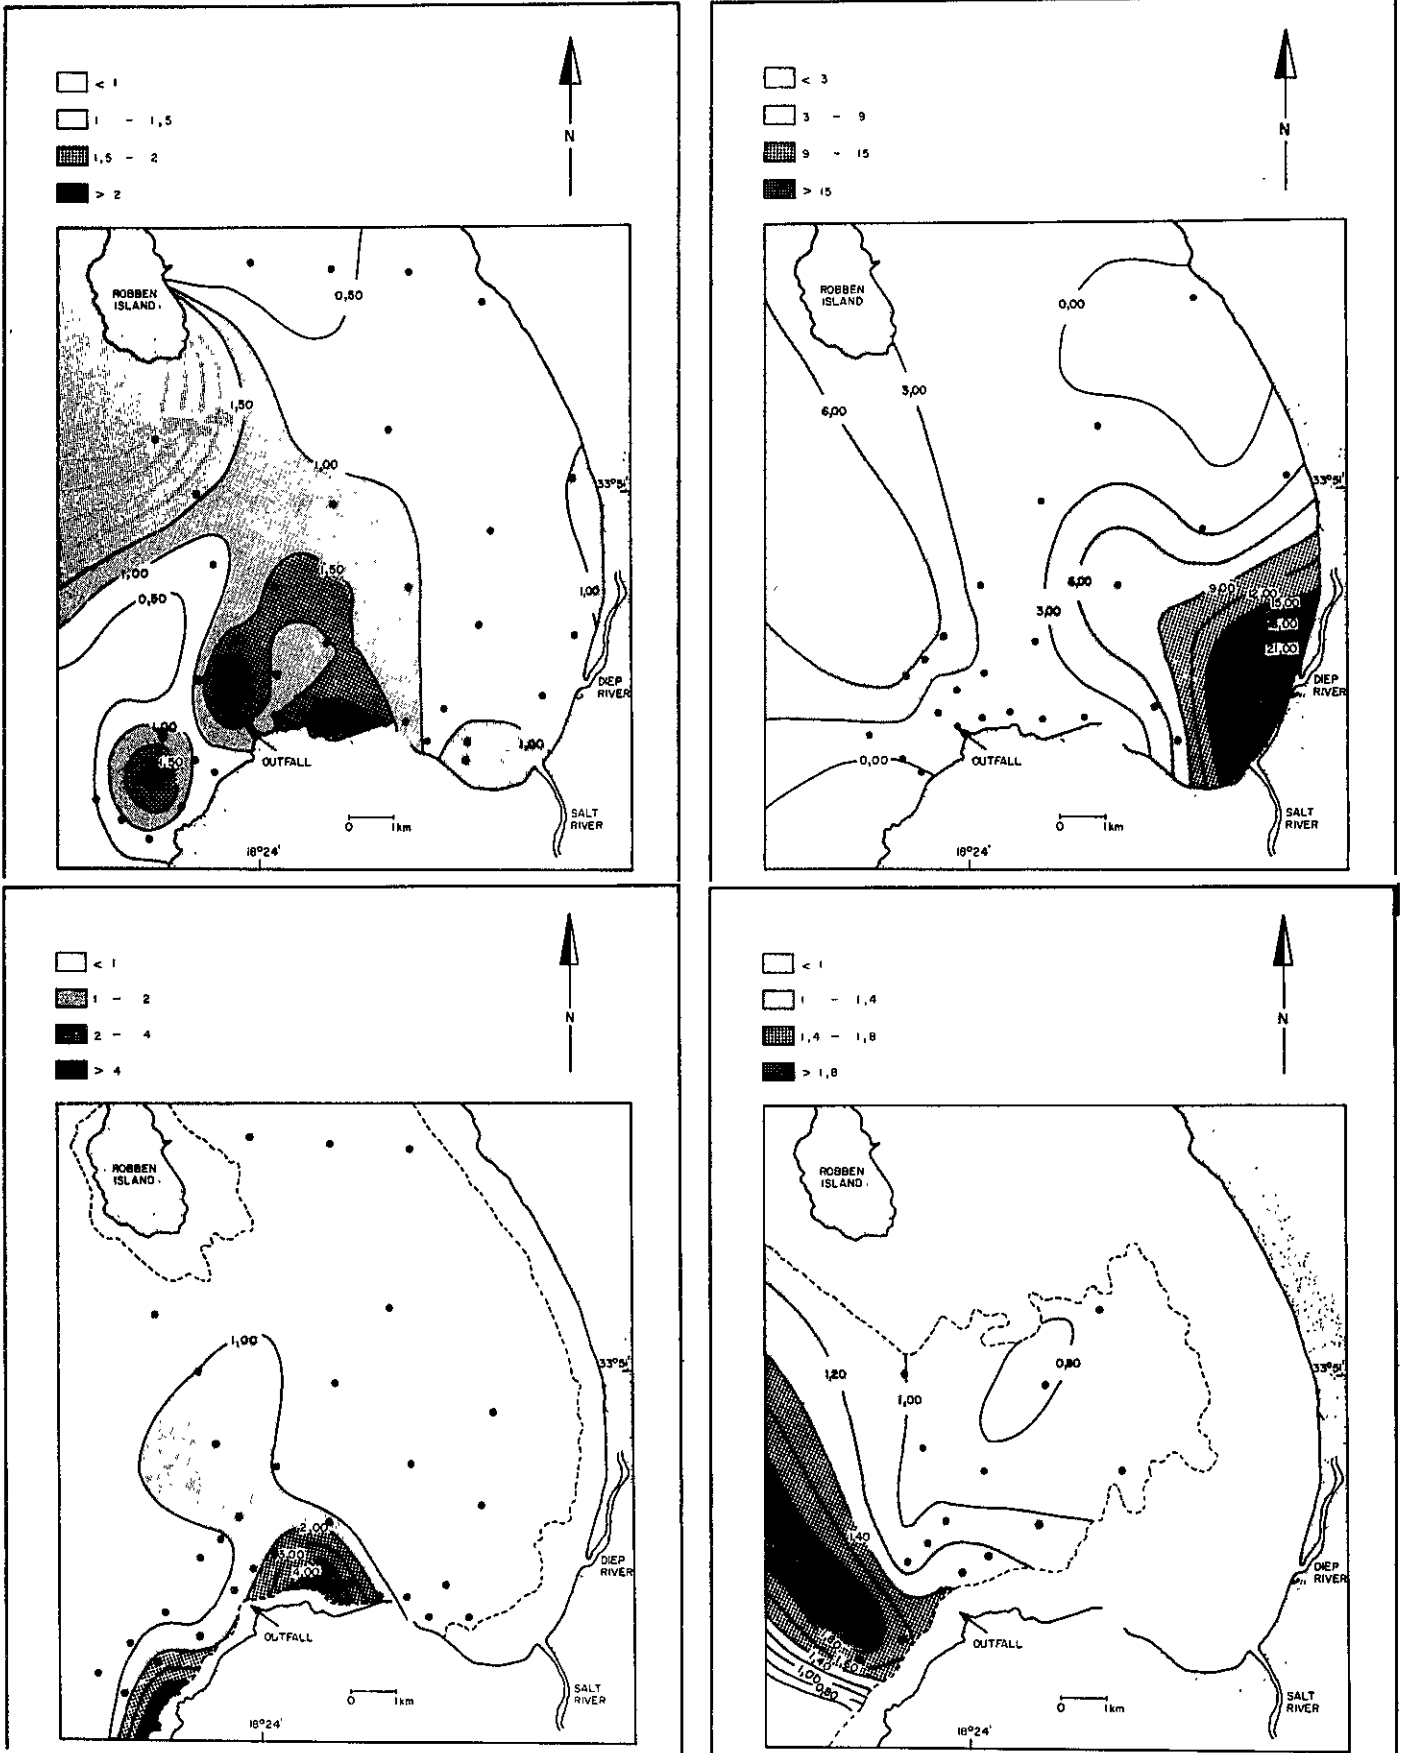 < 1
1 - 1,5
1,5 - 2
> 2
N
ROBBEN
ISLAND
0,50
1,50
1,00
33°51'
1,50
1,00
0,50
1,00
DIEP
RIVER
1,00
1,50
1,00
OUTFALL
SALT
RIVER
0 1km
18°24'
< 3
3 - 9
9 - 15
> 15
N
ROBBEN
ISLAND
0,00
3,00
6,00
33°51'
6,00
3,00
9,00
12,00
15,00
18,00
21,00
DIEP
RIVER
0,00
OUTFALL
SALT
RIVER
0 1km
18°24'
< 1
1 - 2
2 - 4
> 4
N
ROBBEN
ISLAND
1,00
33°51'
2,00
3,00
4,00
DIEP
RIVER
OUTFALL
SALT
RIVER
0 1km
18°24'
< 1
1 - 1,4
1,4 - 1,8
> 1,8
N
ROBBEN
ISLAND
0,80
1,20
1,00
33°51'
1,40
DIEP
RIVER
1,60
1,20
1,40
1,00
0,80
OUTFALL
SALT
RIVER
0 1km
18°24'